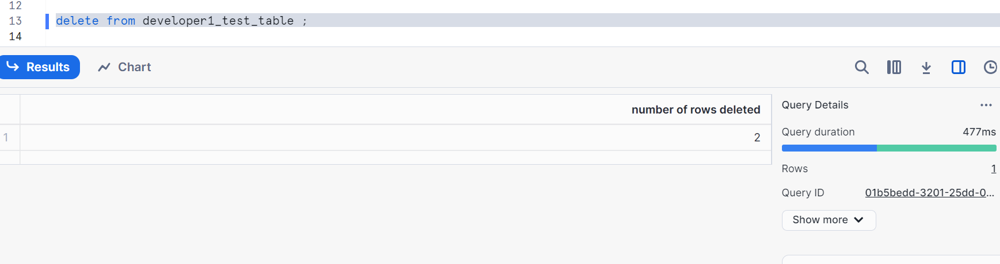 12
13 delete from developer1_test_table ;
14
Results Chart
number of rows deleted
1 2
Query Details
Query duration 477ms
Rows 1
Query ID 01b5bedd-3201-25dd-0...
Show more